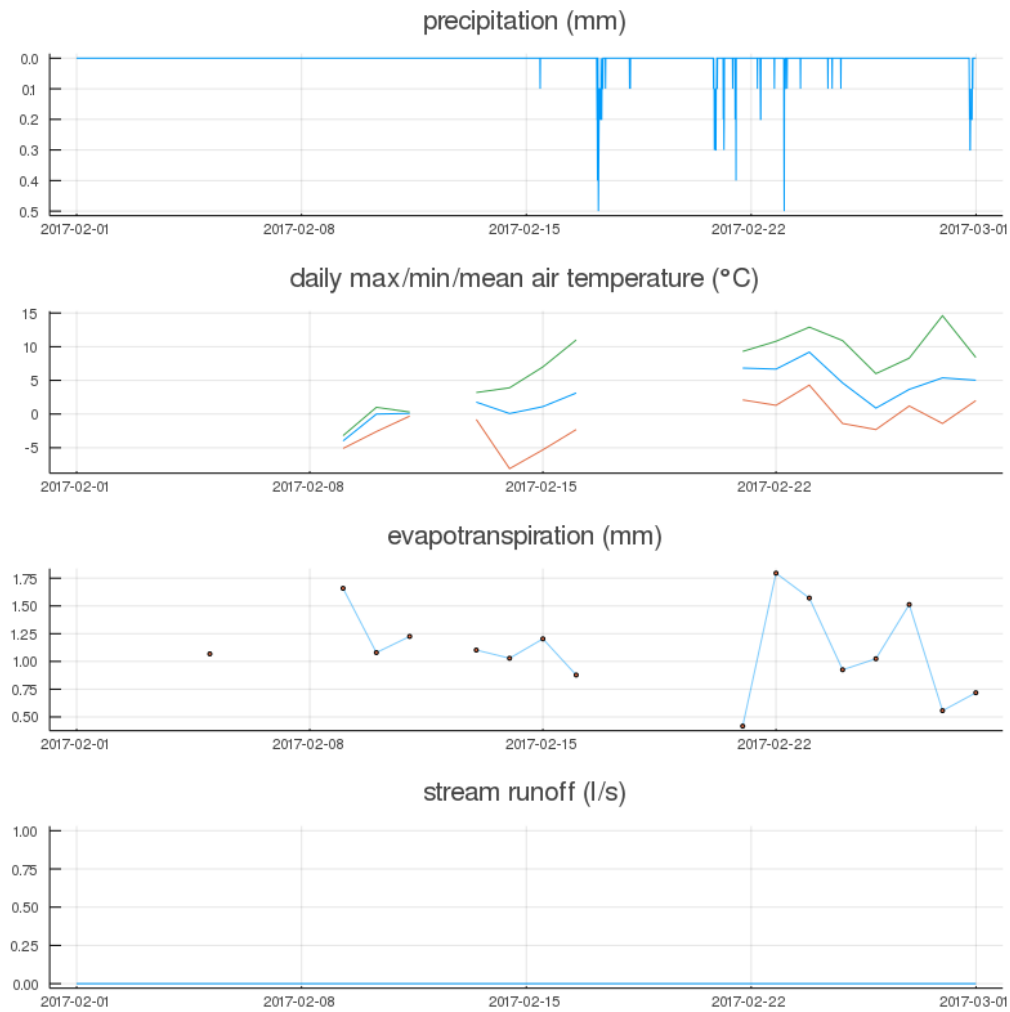 precipitation (mm)
0.0
0.1
0.2
0.3
0.4
0.5
2017-02-01 2017-02-08 2017-02-15 2017-02-22 2017-03-01
daily max/min/mean air temperature (°C)
15
10
5
0
-5
2017-02-01 2017-02-08 2017-02-15 2017-02-22
evapotranspiration (mm)
1.75
1.50
1.25
1.00
0.75
0.50
2017-02-01 2017-02-08 2017-02-15 2017-02-22
stream runoff (l/s)
1.00
0.75
0.50
0.25
0.00
2017-02-01 2017-02-08 2017-02-15 2017-02-22 2017-03-01